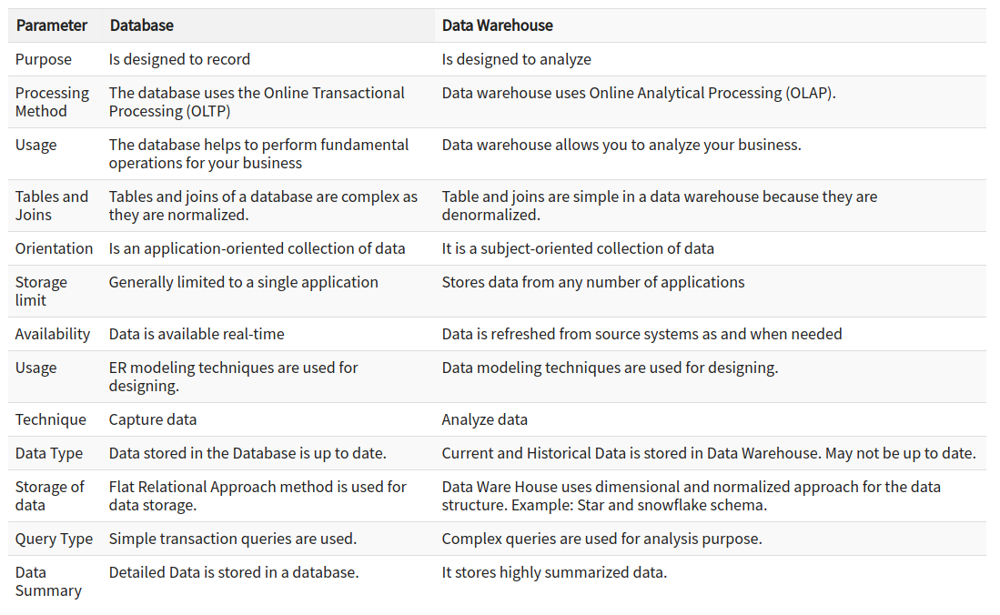 Parameter Database Data Warehouse
Purpose Is designed to record Is designed to analyze
Processing The database uses the Online Transactional Data warehouse uses Online Analytical Processing (OLAP).
Method Processing (OLTP)
Usage The database helps to perform fundamental Data warehouse allows you to analyze your business.
operations for your business
Tables and Tables and joins of a database are complex as Table and joins are simple in a data warehouse because they are
Joins they are normalized. denormalized.
Orientation Is an application-oriented collection of data It is a subject-oriented collection of data
Storage Generally limited to a single application Stores data from any number of applications
limit
Availability Data is available real-time Data is refreshed from source systems as and when needed
Usage ER modeling techniques are used for Data modeling techniques are used for designing.
designing.
Technique Capture data Analyze data
Data Type Data stored in the Database is up to date. Current and Historical Data is stored in Data Warehouse. May not be up to date.
Storage of Flat Relational Approach method is used for Data Ware House uses dimensional and normalized approach for the data
data data storage. structure. Example: Star and snowflake schema.
Query Type Simple transaction queries are used. Complex queries are used for analysis purpose.
Data Detailed Data is stored in a database. It stores highly summarized data.
Summary